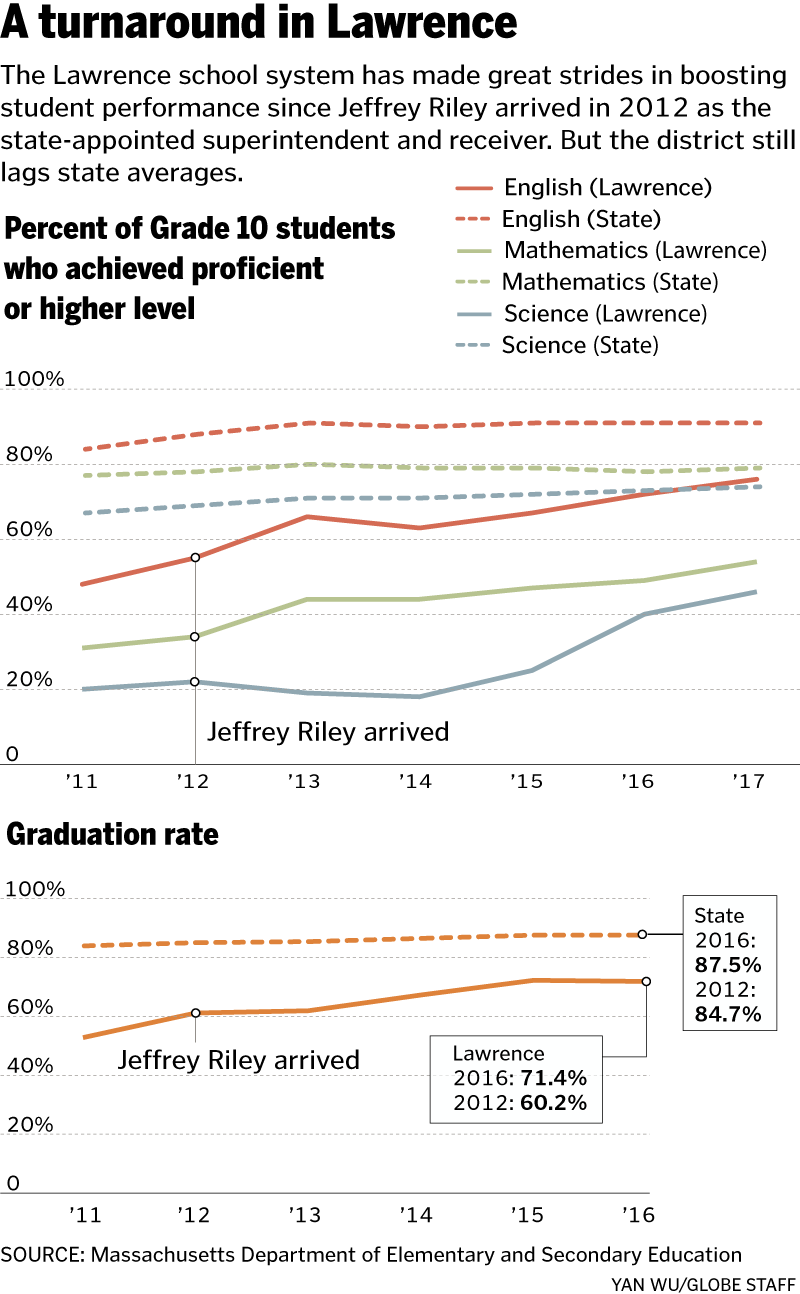 A turnaround in Lawrence
The Lawrence school system has made great strides in boosting
student performance since Jeffrey Riley arrived in 2012 as the
state-appointed superintendent and receiver. But the district still
lags state averages.
English (Lawrence)
English (State)
Mathematics (Lawrence)
Mathematics (State)
Science (Lawrence)
Science (State)
Percent of Grade 10 students
who achieved proficient
or higher level
100%
80%
60%
40%
20%
Jeffrey Riley arrived
0
’11 ’12 ’13 ’14 ’15 ’16 ’17
Graduation rate
100%
80%
60%
40%
20%
0
State
2016:
87.5%
2012:
84.7%
Jeffrey Riley arrived
Lawrence
2016: 71.4%
2012: 60.2%
’11 ’12 ’13 ’14 ’15 ’16
SOURCE: Massachusetts Department of Elementary and Secondary Education
YAN WU/GLOBE STAFF